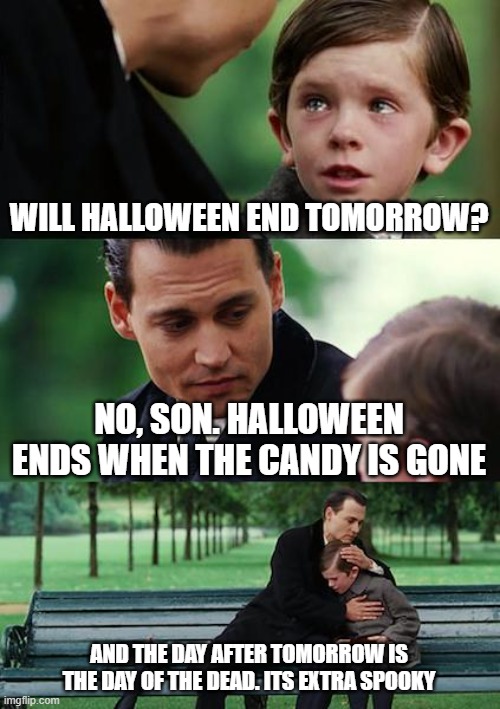 WILL HALLOWEEN END TOMORROW?
NO, SON. HALLOWEEN
ENDS WHEN THE CANDY IS GONE
AND THE DAY AFTER TOMORROW IS
THE DAY OF THE DEAD. ITS EXTRA SPOOKY
imgflip.com